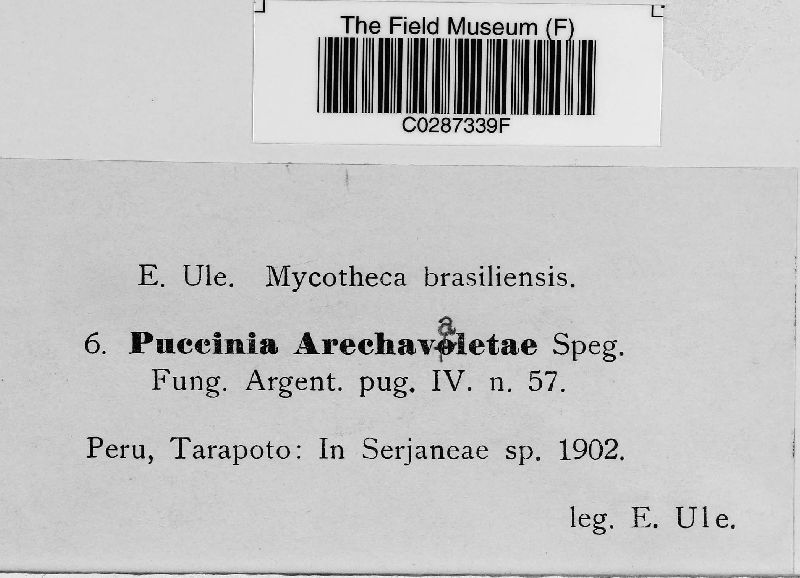 The Field Museum (F)
C0287339F
E. Ule. Mycotheca brasiliensis.
a
6. Puccinia Arechavoletae Speg.
Fung. Argent. pug. IV. n. 57.
Peru, Tarapoto: In Serjaneae sp. 1902.
leg. E. Ule.